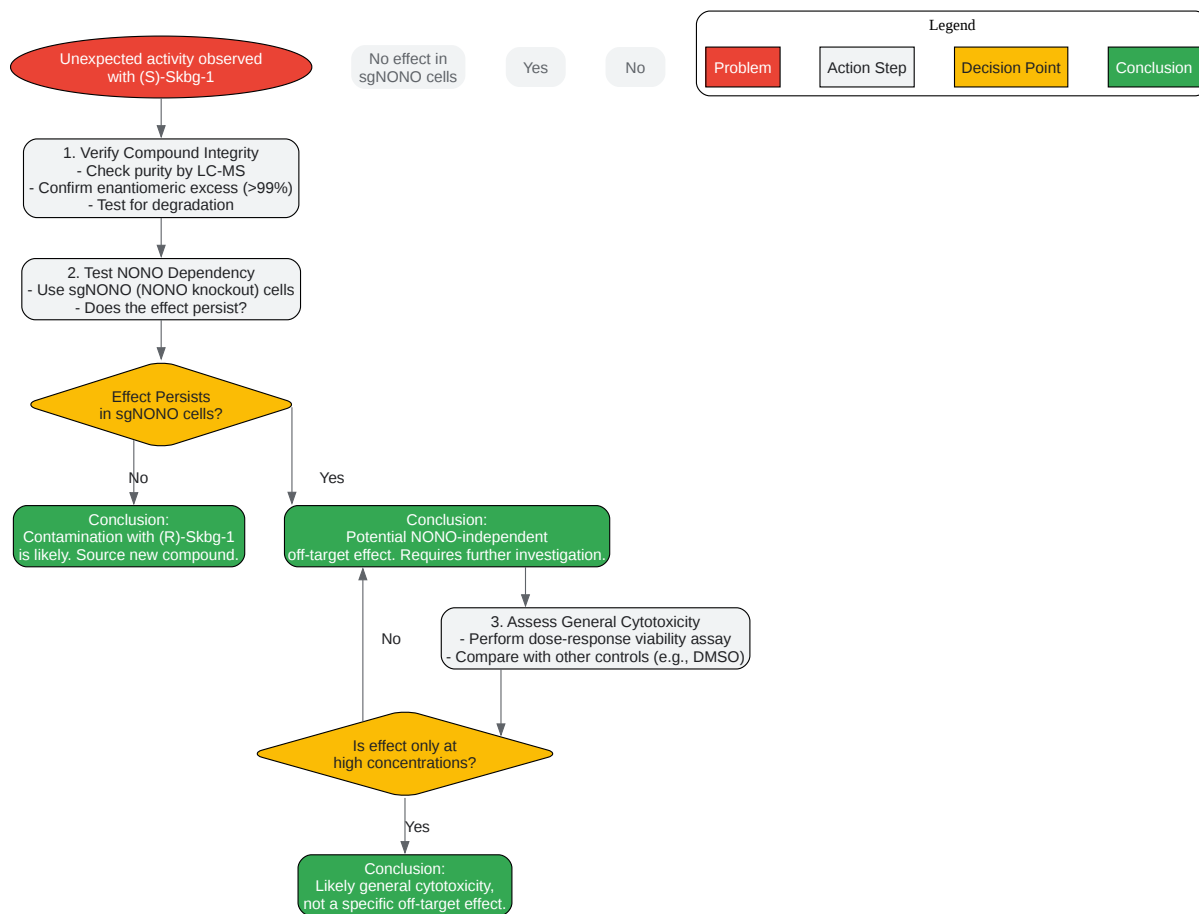 Unexpected activity observed
with (S)-Skbg-1
No effect in
sgNONO cells
Yes
No
Legend
Problem
Action Step
Decision Point
Conclusion
1. Verify Compound Integrity
- Check purity by LC-MS
- Confirm enantiomeric excess (>99%)
- Test for degradation
2. Test NONO Dependency
- Use sgNONO (NONO knockout) cells
- Does the effect persist?
Effect Persists
in sgNONO cells?
No
Yes
Conclusion:
Contamination with (R)-Skbg-1
is likely. Source new compound.
Conclusion:
Potential NONO-independent
off-target effect. Requires further investigation.
No
3. Assess General Cytotoxicity
- Perform dose-response viability assay
- Compare with other controls (e.g., DMSO)
Is effect only at
high concentrations?
Yes
Conclusion:
Likely general cytotoxicity,
not a specific off-target effect.